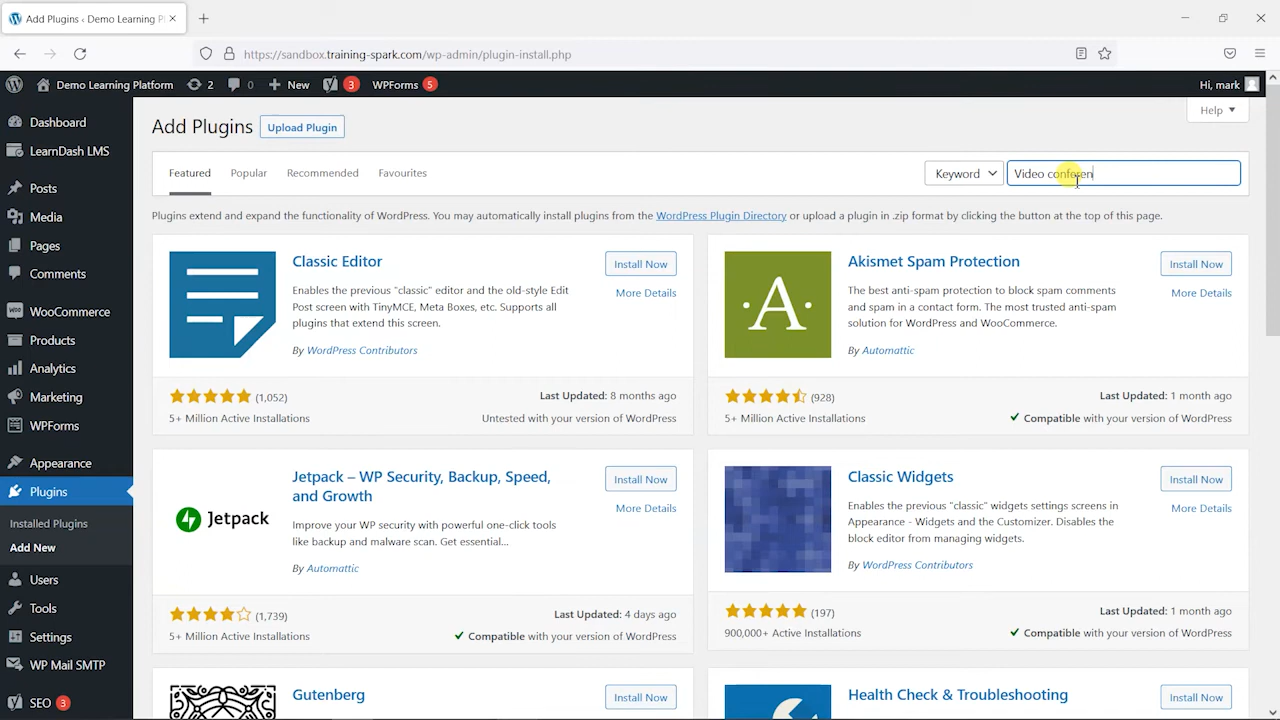 Add Plugins ‹ Demo Learning Pl
https://sandbox.training-spark.com/wp-admin/plugin-install.php
Demo Learning Platform
2
0
New
3
WPForms
5
Hi, mark
Dashboard
LearnDash LMS
Posts
Media
Pages
Comments
WooCommerce
Products
Analytics
Marketing
WPForms
Appearance
Plugins
Installed Plugins
Add New
Users
Tools
Settings
WP Mail SMTP
SEO 3
Help
Add Plugins
Upload Plugin
Featured
Popular
Recommended
Favourites
Keyword
Video conferen
Plugins extend and expand the functionality of WordPress. You may automatically install plugins from the WordPress Plugin Directory or upload a plugin in .zip format by clicking the button at the top of this page.
Classic Editor
Install Now
More Details
Enables the previous "classic" editor and the old-style Edit
Post screen with TinyMCE, Meta Boxes, etc. Supports all
plugins that extend this screen.
By WordPress Contributors
(1,052)
Last Updated: 8 months ago
5+ Million Active Installations
Untested with your version of WordPress
·A·
Akismet Spam Protection
Install Now
More Details
The best anti-spam protection to block spam comments
and spam in a contact form. The most trusted anti-spam
solution for WordPress and WooCommerce.
By Automattic
(928)
Last Updated: 1 month ago
5+ Million Active Installations
Compatible with your version of WordPress
Jetpack
Jetpack – WP Security, Backup, Speed,
and Growth
Install Now
More Details
Improve your WP security with powerful one-click tools
like backup and malware scan. Get essential...
By Automattic
(1,739)
Last Updated: 4 days ago
5+ Million Active Installations
Compatible with your version of WordPress
Classic Widgets
Install Now
More Details
Enables the previous "classic" widgets settings screens in
Appearance - Widgets and the Customizer. Disables the
block editor from managing widgets.
By WordPress Contributors
(197)
Last Updated: 1 month ago
900,000+ Active Installations
Compatible with your version of WordPress
Gutenberg
Install Now
Health Check & Troubleshooting
Install Now